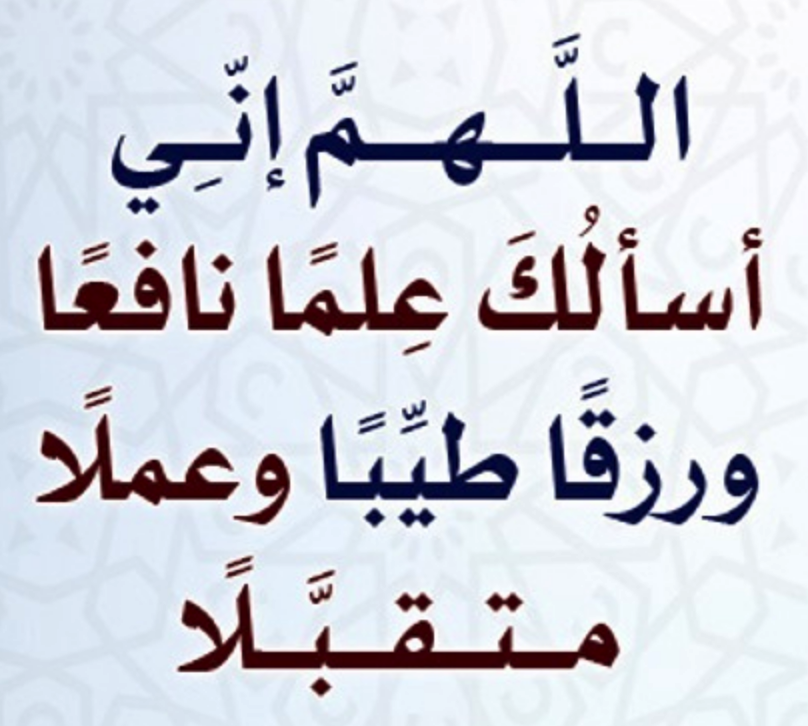 اللَّهمَّ إنّي
أسألُكَ عِلمًا نافعًا
ورزقًا طيِّبًا وعملًا
متقبَّلًا